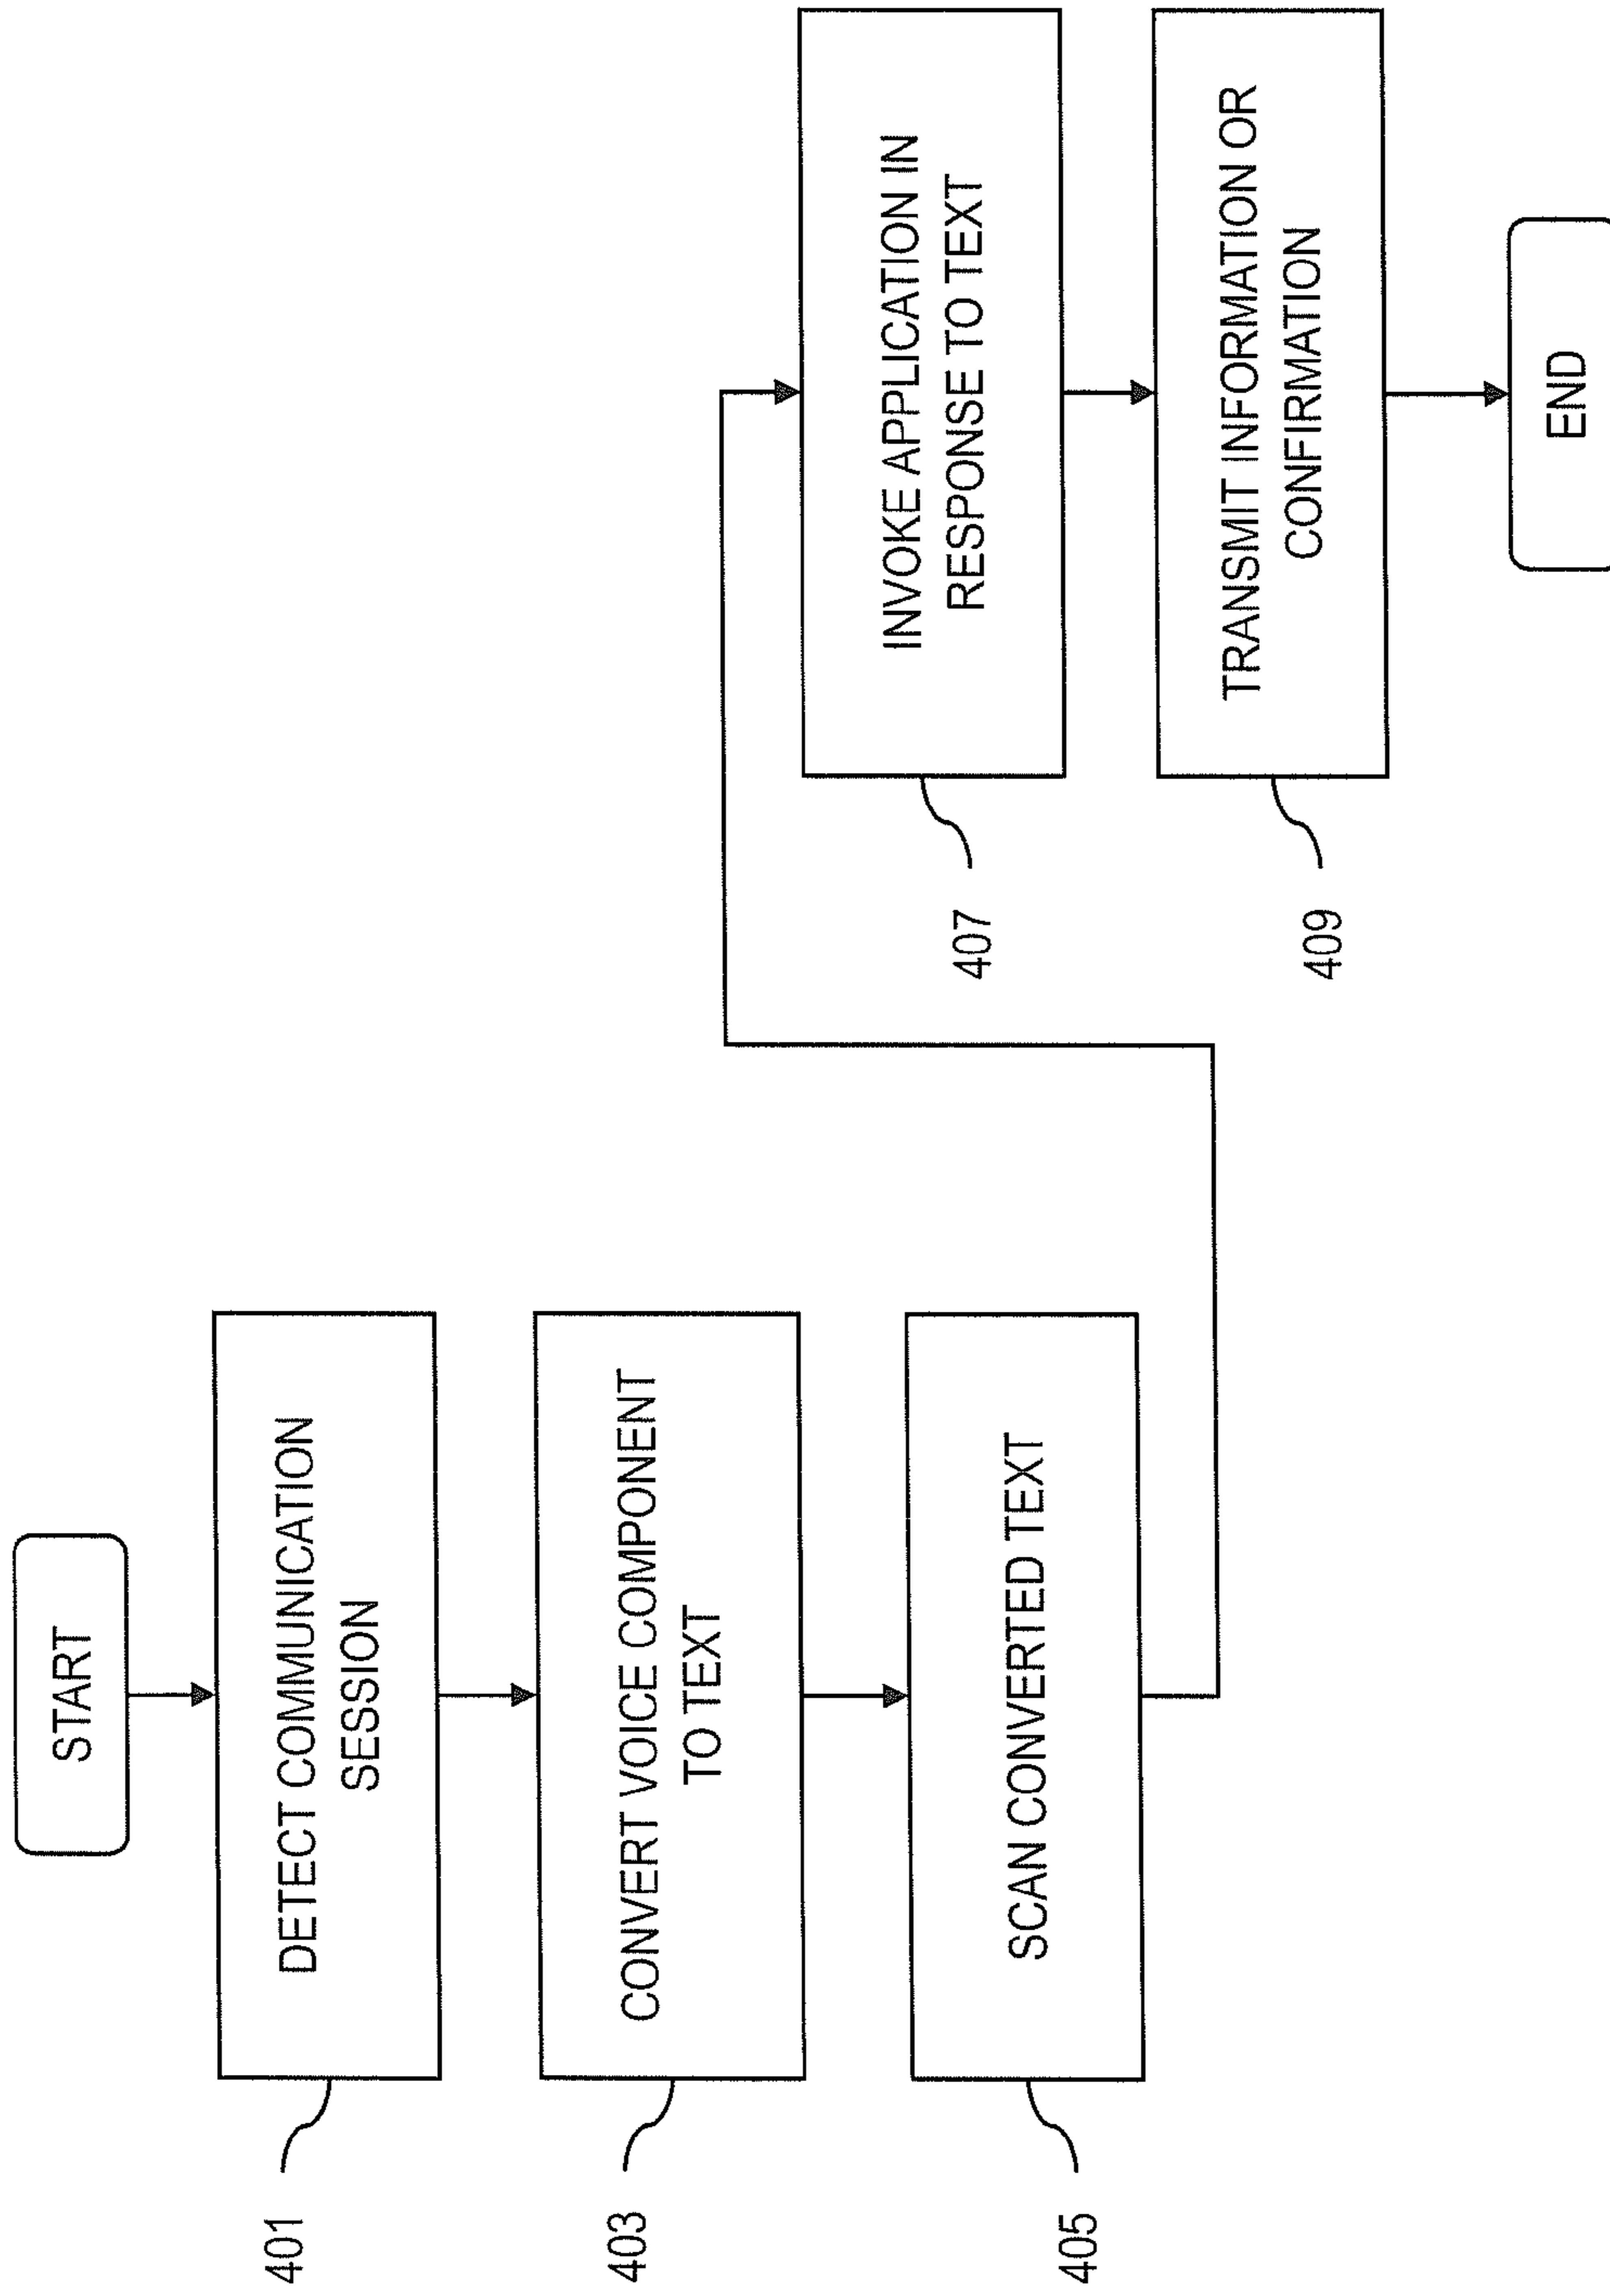 START
DETECT COMMUNICATION
SESSION
401
CONVERT VOICE COMPONENT
TO TEXT
403
SCAN CONVERTED TEXT
405
INVOKE APPLICATION IN
RESPONSE TO TEXT
407
TRANSMIT INFORMATION OR
CONFIRMATION
409
END